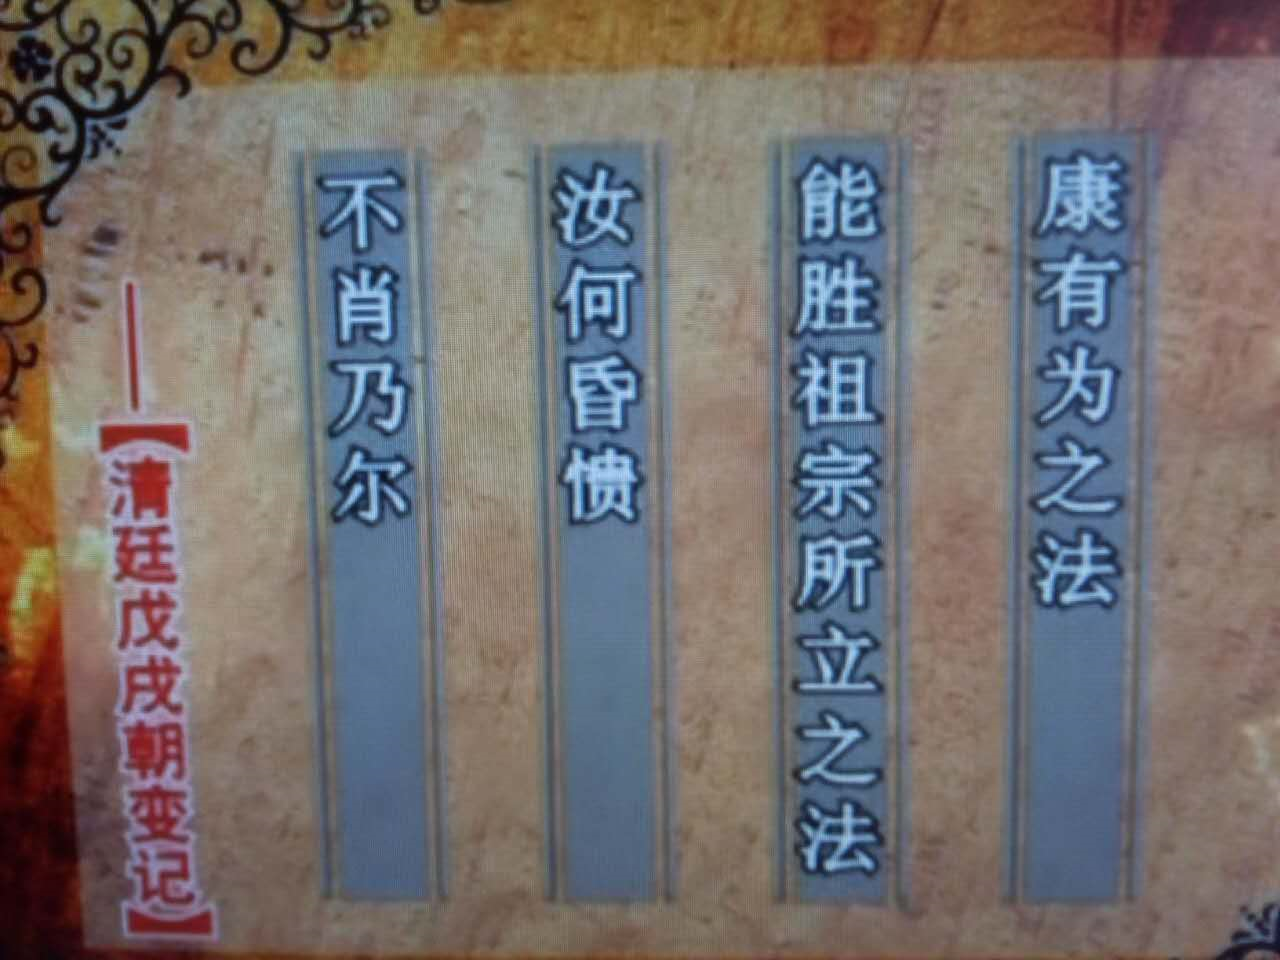 康有为之法
能胜祖宗所立之法
汝何昏愦
不肖乃尔
——【清廷戊戌朝变记】